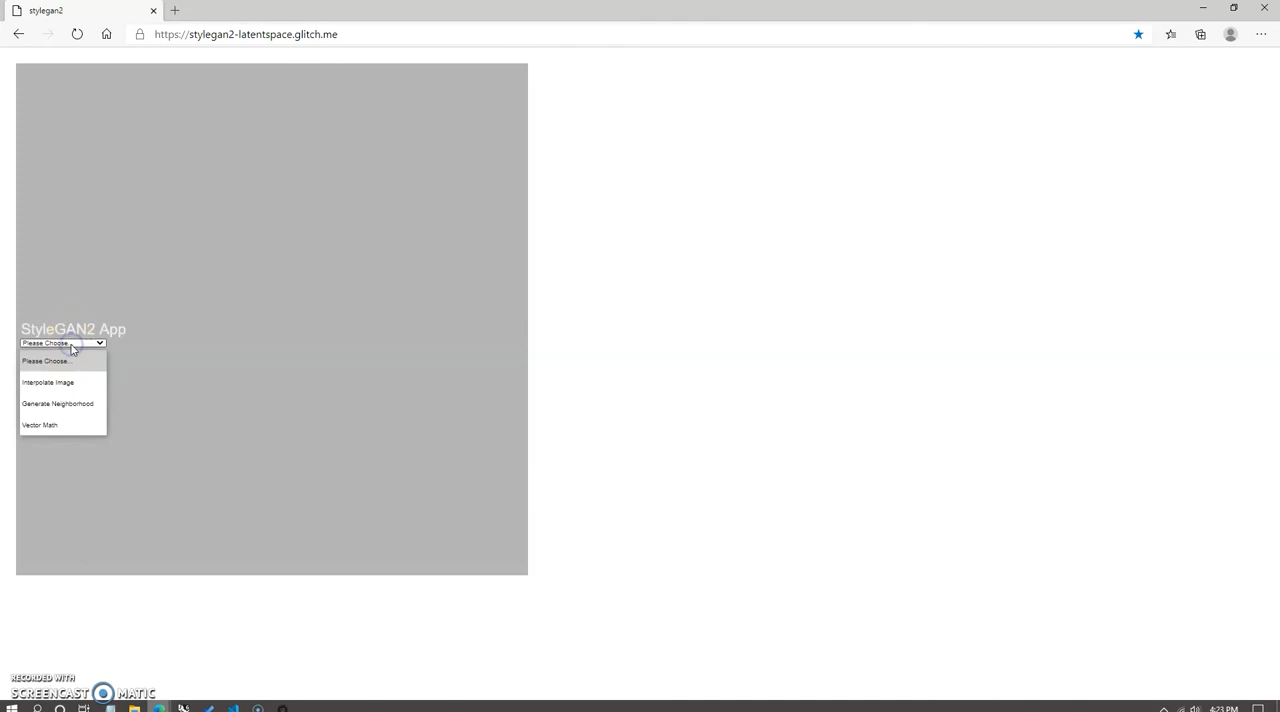 stylegan2
https://stylegan2-latentspace.glitch.me
StyleGAN2 App
Please Choose...
Please Choose...
Interpolate Image
Generate Neighborhood
Vector Math
RECORDED WITH
SCREENCAST MATIC
4:23 PM